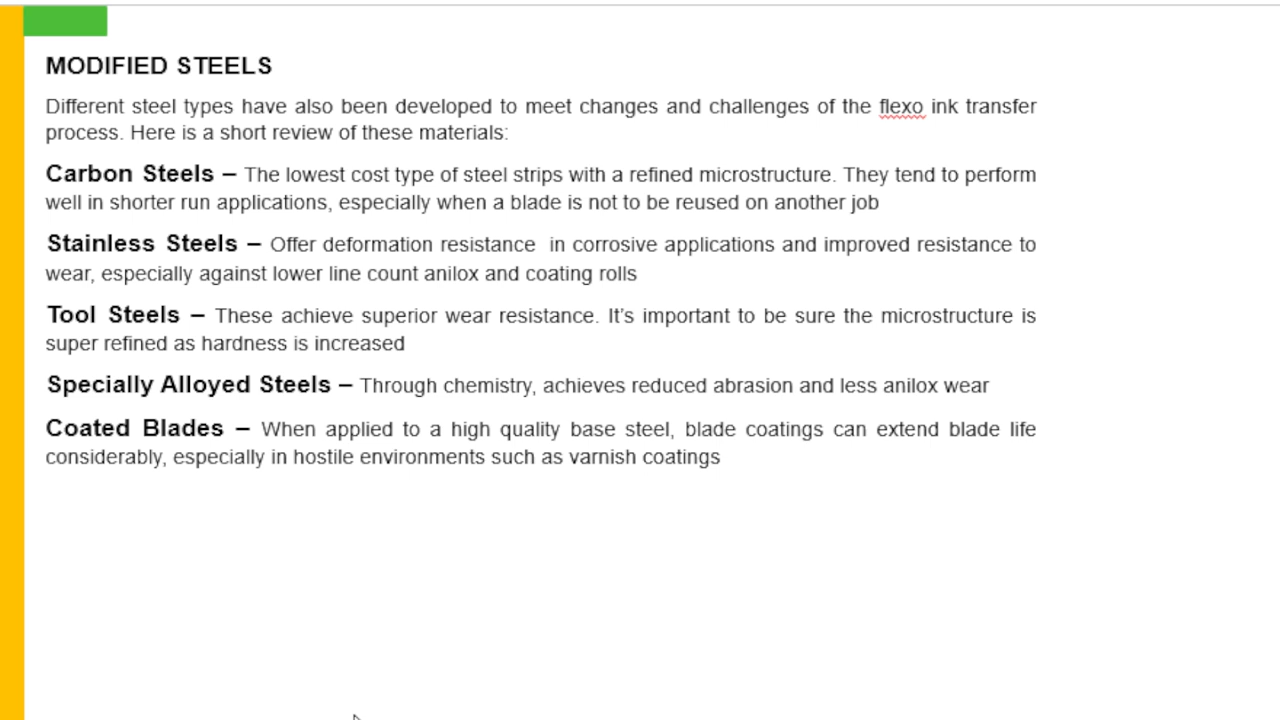 MODIFIED STEELS
Different steel types have also been developed to meet changes and challenges of the flexo ink transfer
process. Here is a short review of these materials:
Carbon Steels – The lowest cost type of steel strips with a refined microstructure. They tend to perform
well in shorter run applications, especially when a blade is not to be reused on another job
Stainless Steels – Offer deformation resistance  in corrosive applications and improved resistance to
wear, especially against lower line count anilox and coating rolls
Tool Steels – These achieve superior wear resistance. It’s important to be sure the microstructure is
super refined as hardness is increased
Specially Alloyed Steels – Through chemistry, achieves reduced abrasion and less anilox wear
Coated Blades – When applied to a high quality base steel, blade coatings can extend blade life
considerably, especially in hostile environments such as varnish coatings